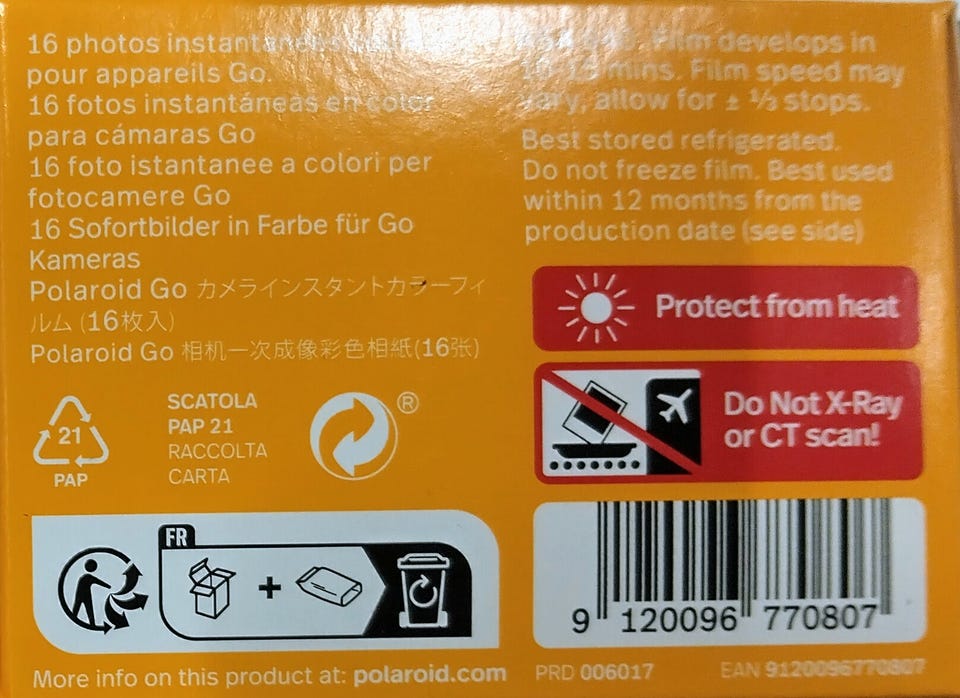 16 photos instantanées
pour appareils Go.
16 fotos instantáneas en color
para cámaras Go
16 foto istantanee a colori per
fotocamere Go
16 Sofortbilder in Farbe für Go
Kameras
Polaroid Go カメラインスタントカラーフィ
ルム (16枚入)
Polaroid Go 相机一次成像彩色相紙(16张)
21
PAP
SCATOLA
PAP 21
RACCOLTA
CARTA
®
FR
+
More info on this product at: polaroid.com
Film develops in
mins. Film speed may
vary, allow for ± ⅓ stops.
Best stored refrigerated.
Do not freeze film. Best used
within 12 months from the
production date (see side)
Protect from heat
Do Not X-Ray
or CT scan!
9 120096 770807
PRD 006017
EAN 9120096770807